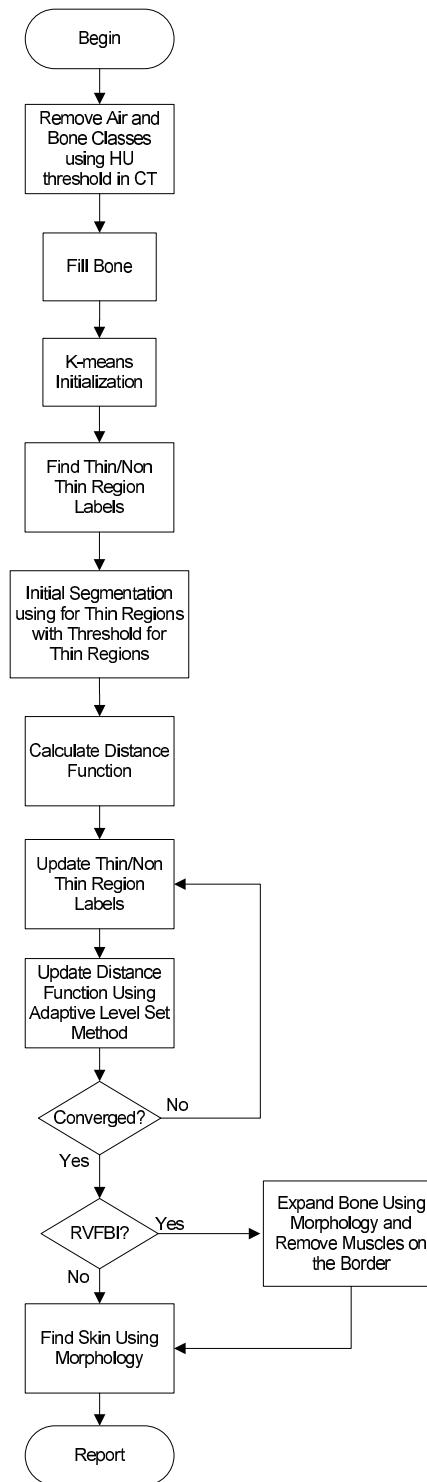 Begin
Remove Air and
Bone Classes
using HU
threshold in CT
Fill Bone
K-means
Initialization
Find Thin/Non
Thin Region
Labels
Initial Segmentation
using for Thin Regions
with Threshold for
Thin Regions
Calculate Distance
Function
Update Thin/Non
Thin Region
Labels
Update Distance
Function Using
Adaptive Level Set
Method
Converged?
No
Yes
RVFBI?
Yes
No
Expand Bone Using
Morphology and
Remove Muscles on
the Border
Find Skin Using
Morphology
Report